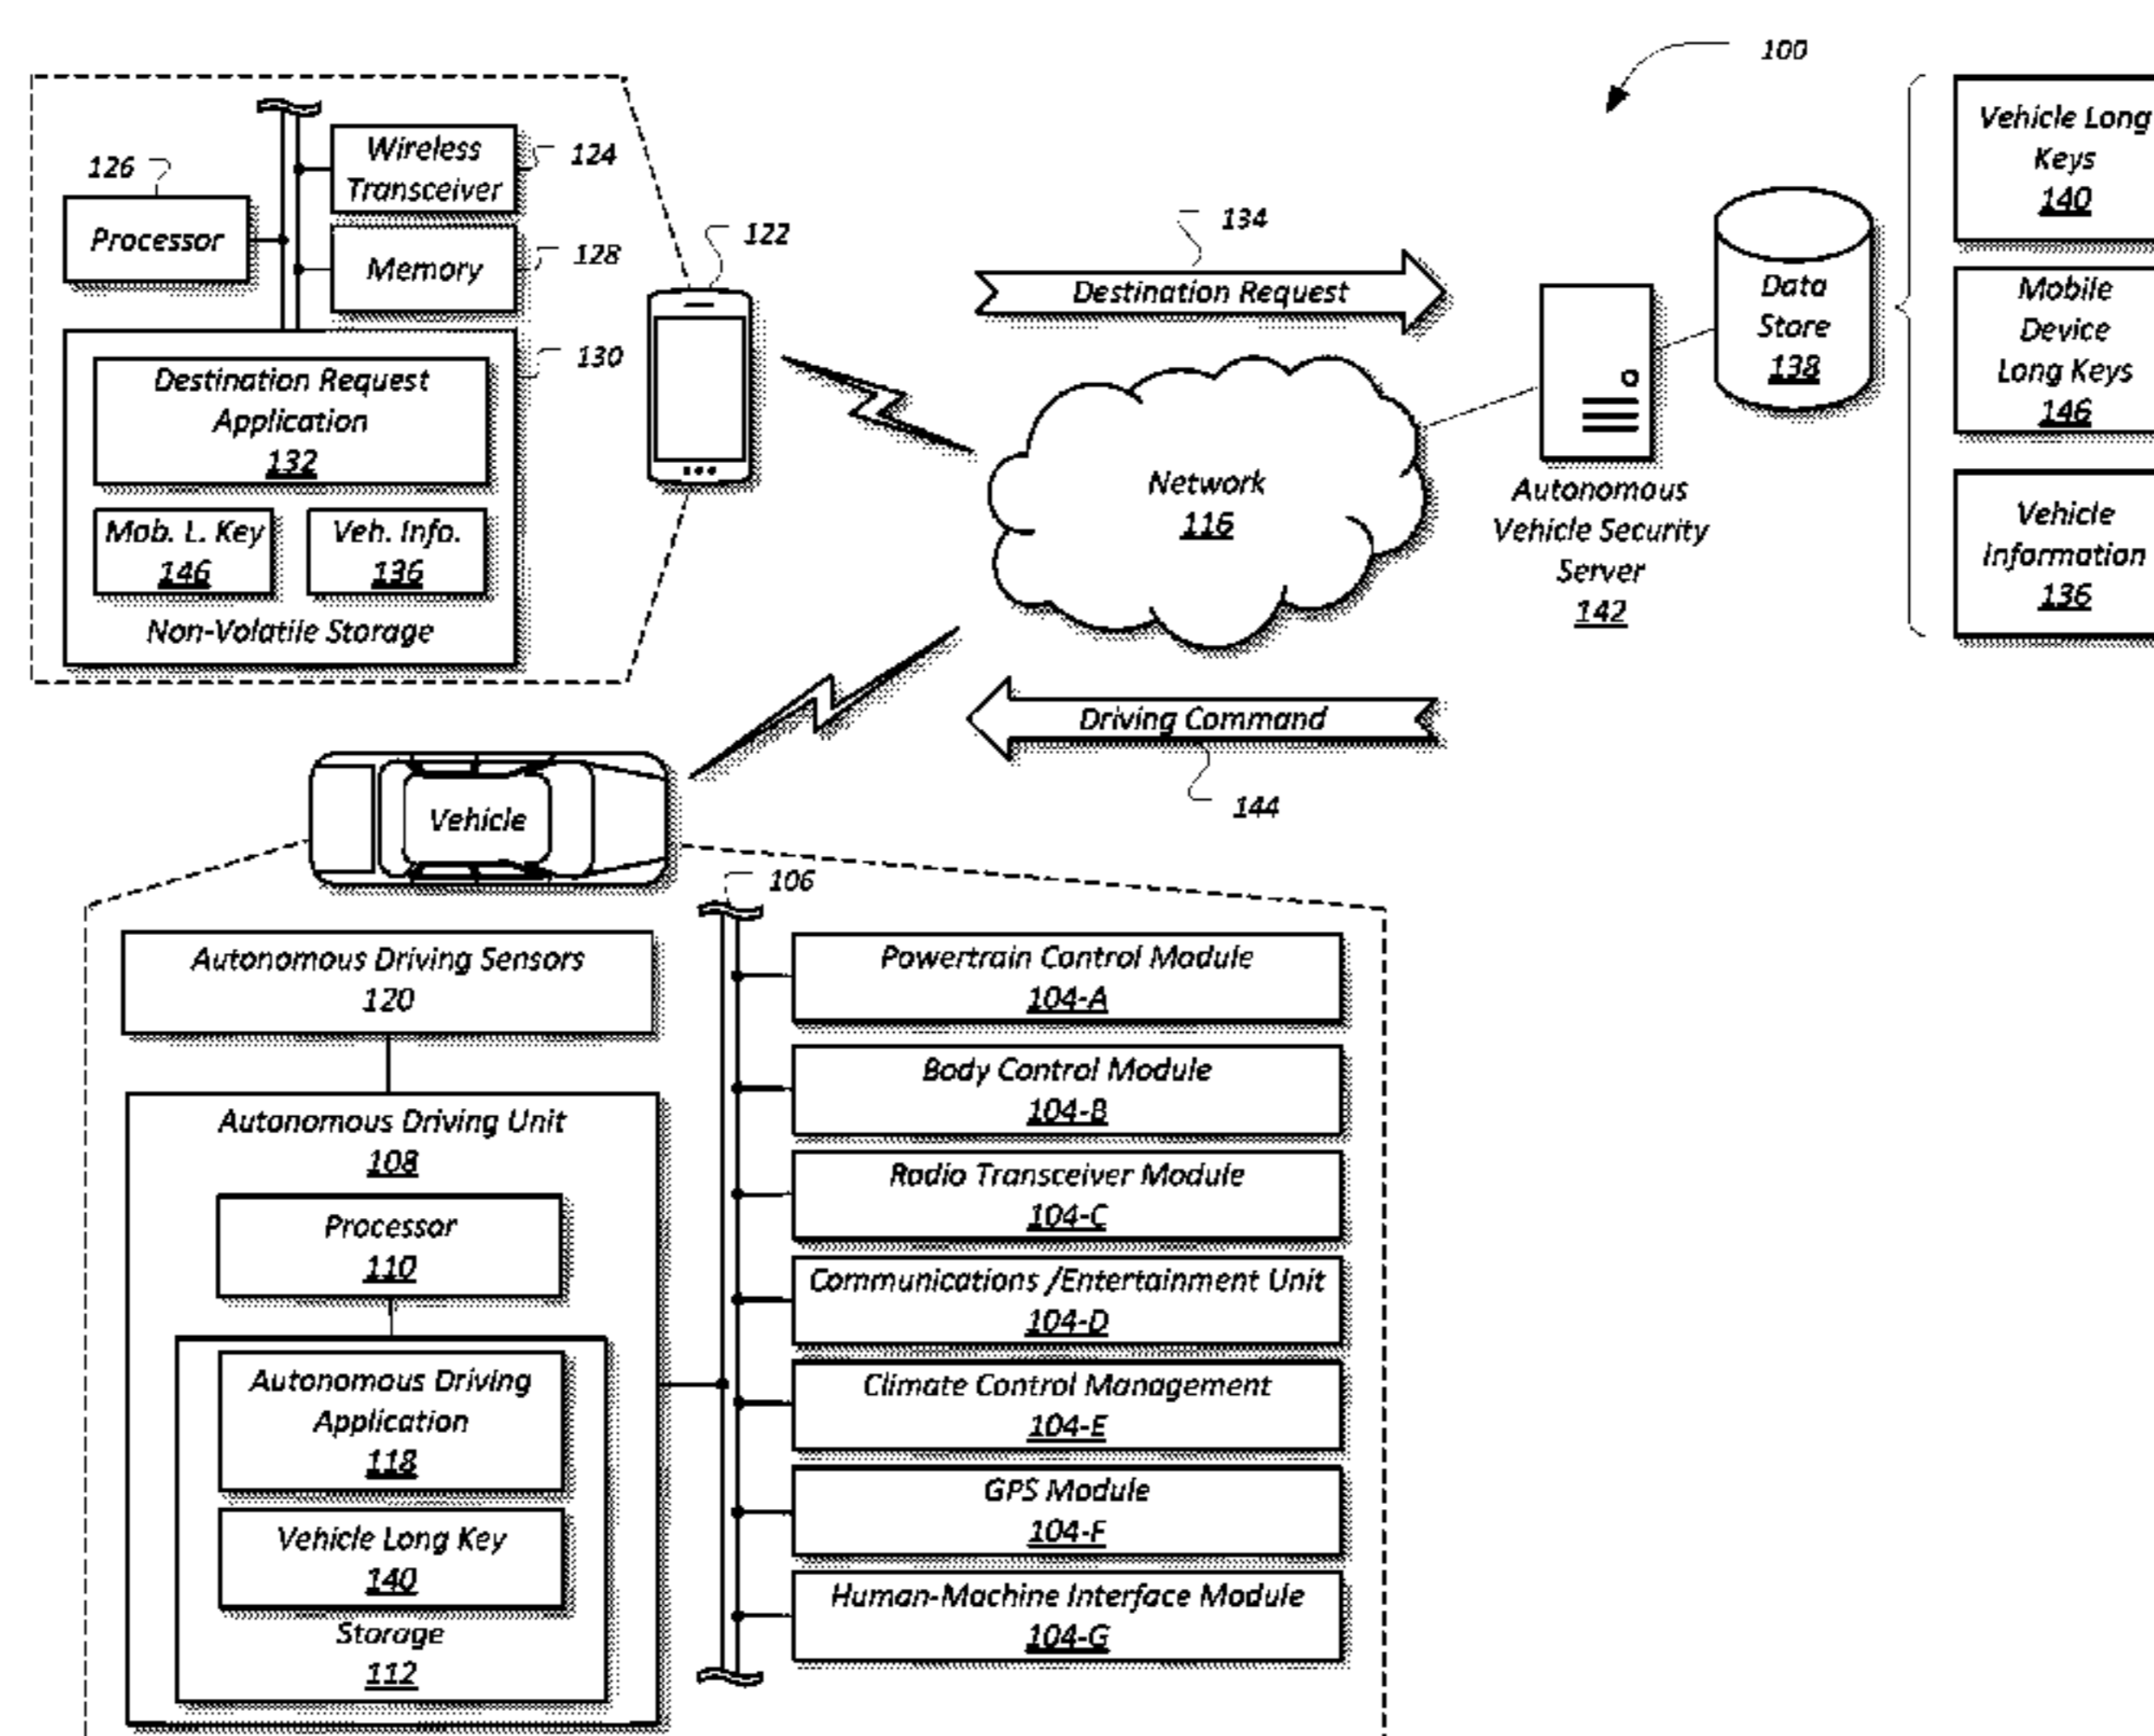 100
126
Wireless
Transceiver
124
Processor
Memory
128
130
Destination Request
Application
132
Mob. L. Key
146
Veh. Info.
136
Non-Volatile Storage
122
134
Destination Request
Network
116
Autonomous
Vehicle Security
Server
142
Data
Store
138
Vehicle Long
Keys
140
Mobile
Device
Long Keys
146
Vehicle
Information
136
Driving Command
144
Vehicle
106
Autonomous Driving Sensors
120
Autonomous Driving Unit
108
Processor
110
Autonomous Driving
Application
118
Vehicle Long Key
140
Storage
112
Powertrain Control Module
104-A
Body Control Module
104-B
Radio Transceiver Module
104-C
Communications /Entertainment Unit
104-D
Climate Control Management
104-E
GPS Module
104-F
Human-Machine Interface Module
104-G